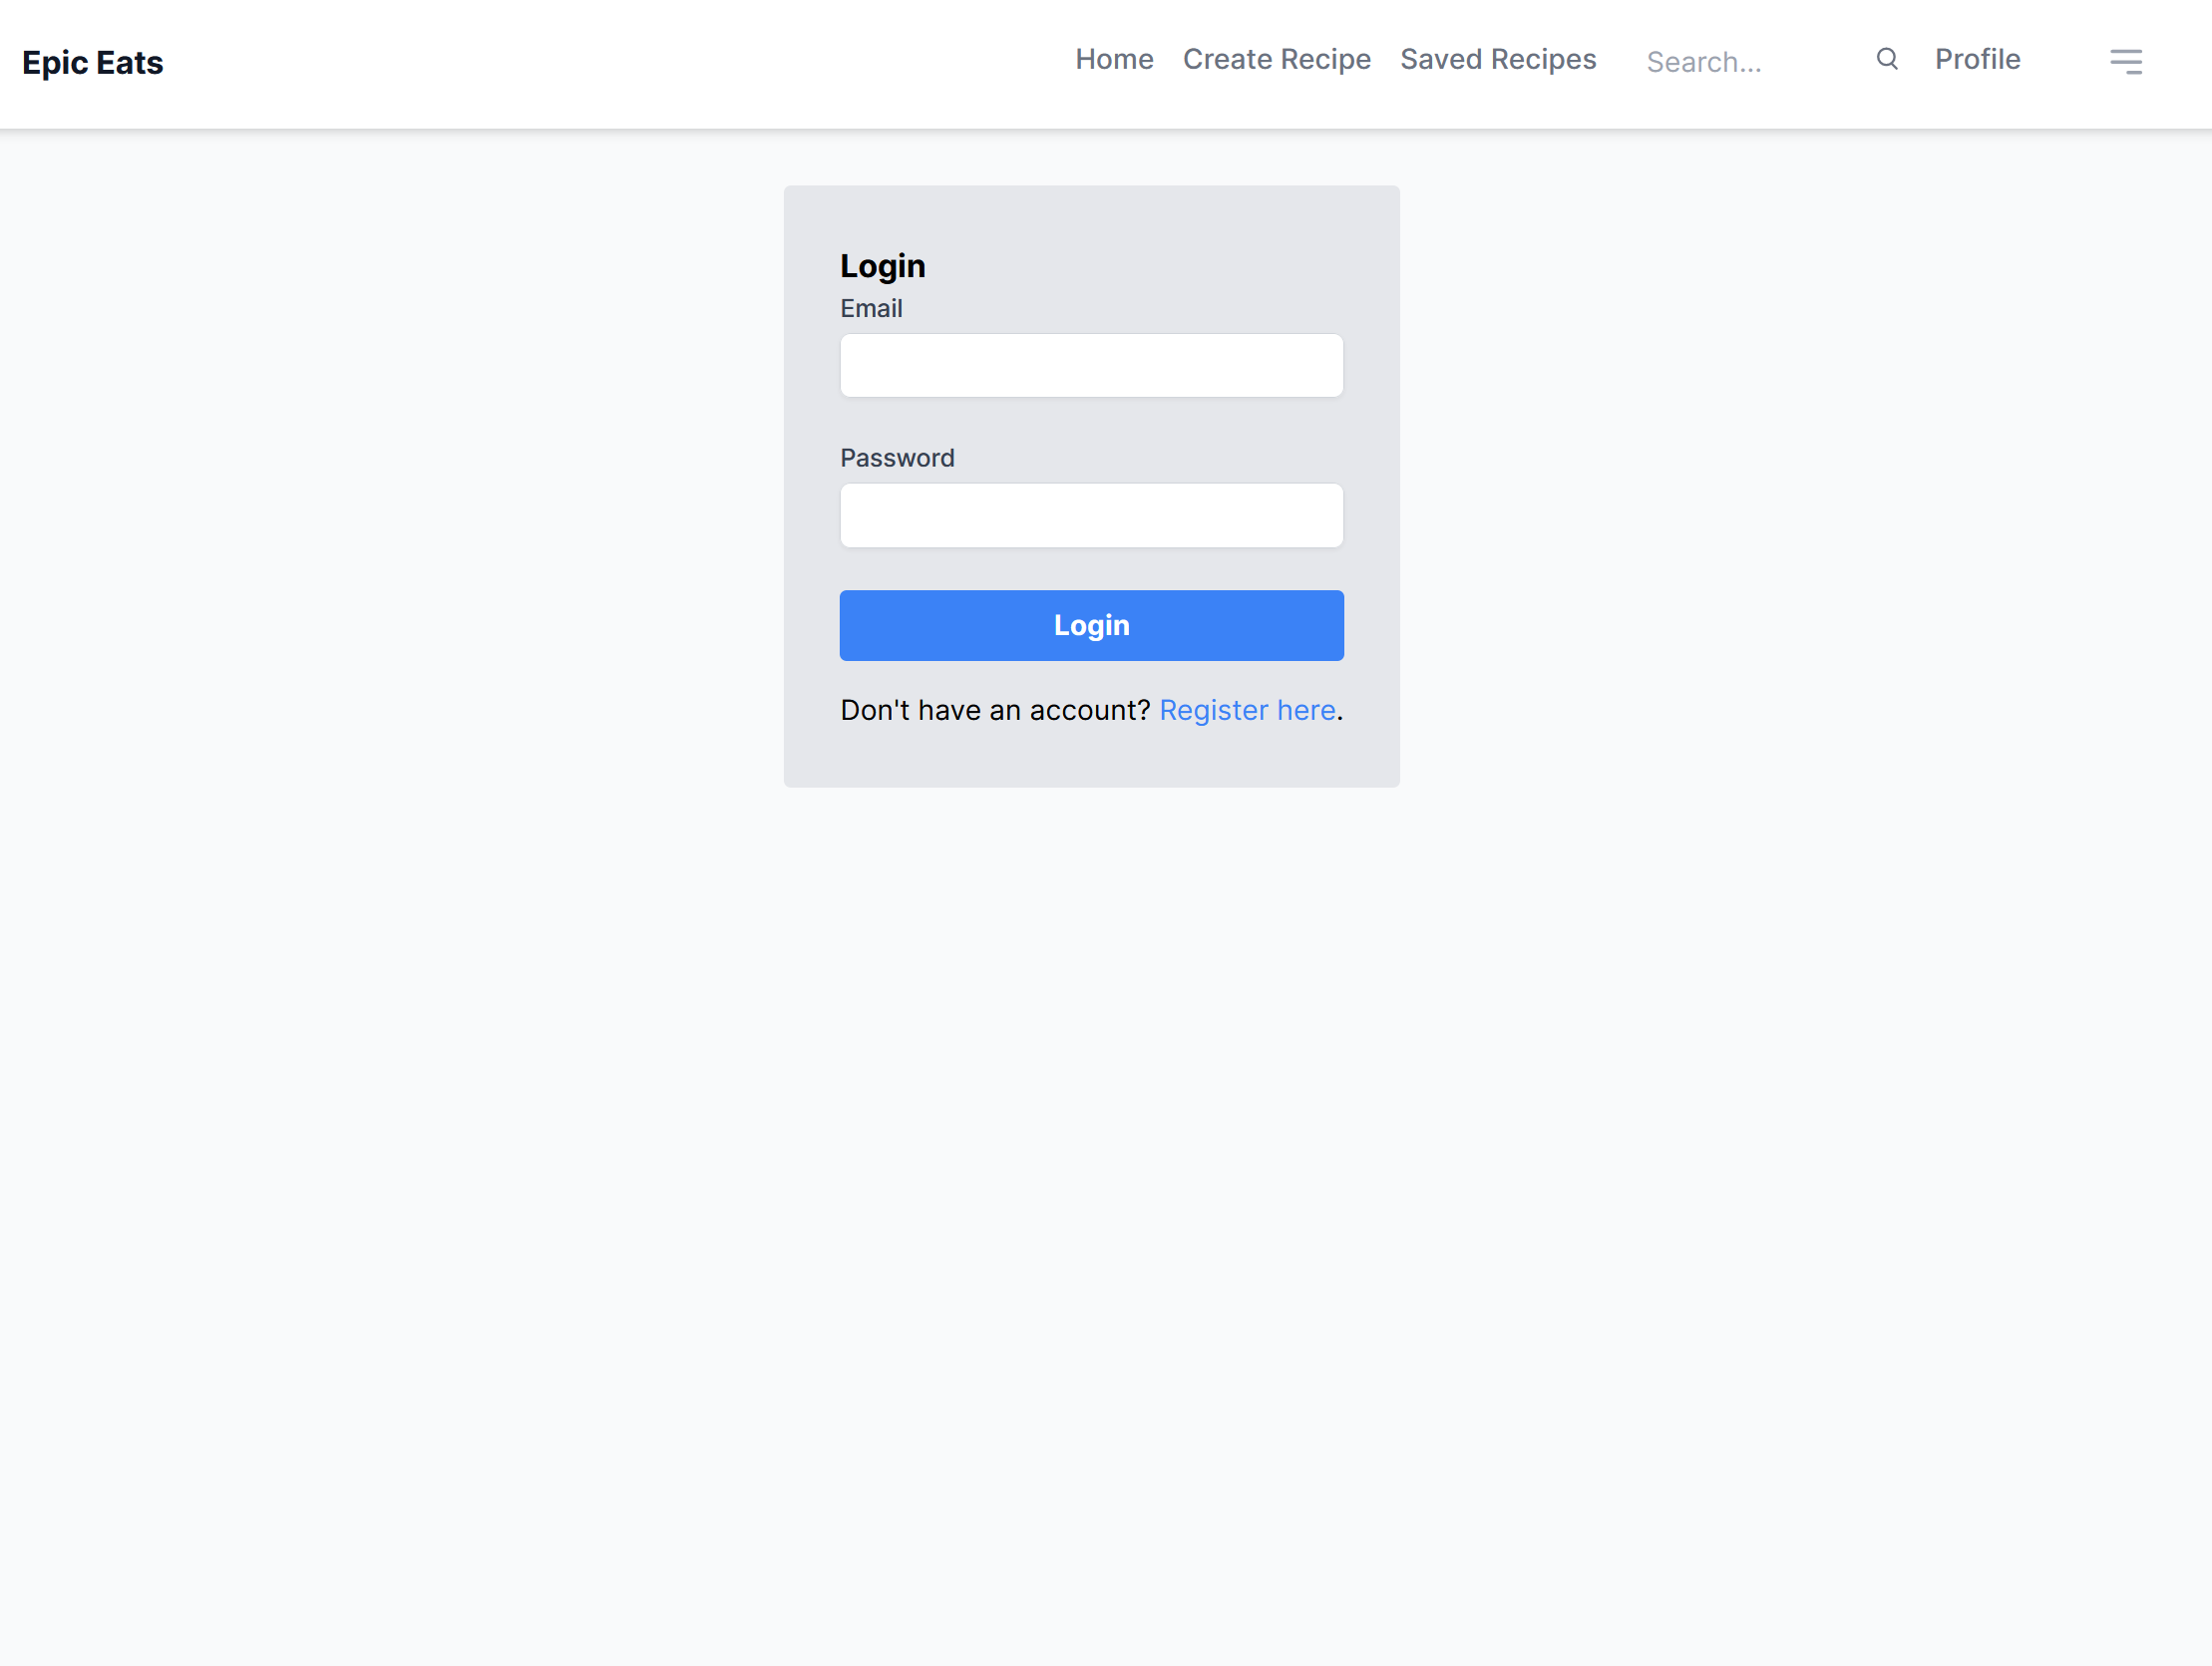 Epic Eats Home Create Recipe Saved Recipes Search... Profile
Login
Email
Password
Login
Don't have an account? Register here.